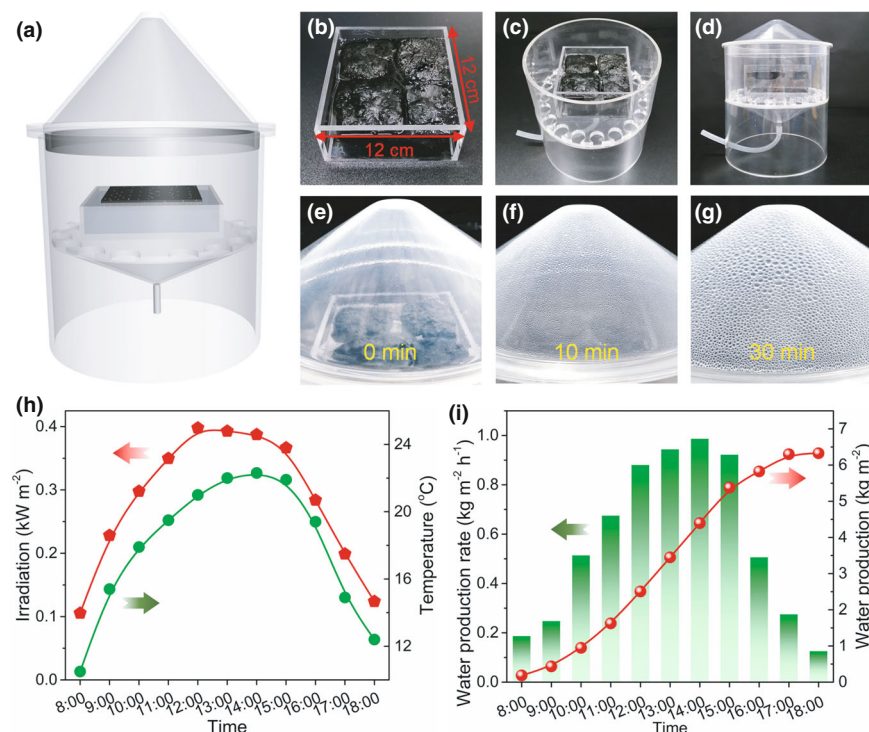 (a)
(b)
12 cm
12 cm
(c)
(d)
(e)
0 min
(f)
10 min
(g)
30 min
(h)
0.4
0.3
0.2
0.1
0.0
Irradiation (kW m⁻²)
24
20
16
12
Temperature (°C)
8:00
9:00
10:00
11:00
12:00
13:00
14:00
15:00
16:00
17:00
18:00
Time
(i)
1.0
0.8
0.6
0.4
0.2
0.0
Water production rate (kg m⁻² h⁻¹)
7
6
5
4
3
2
1
0
Water production (kg m⁻²)
8:00
9:00
10:00
11:00
12:00
13:00
14:00
15:00
16:00
17:00
18:00
Time